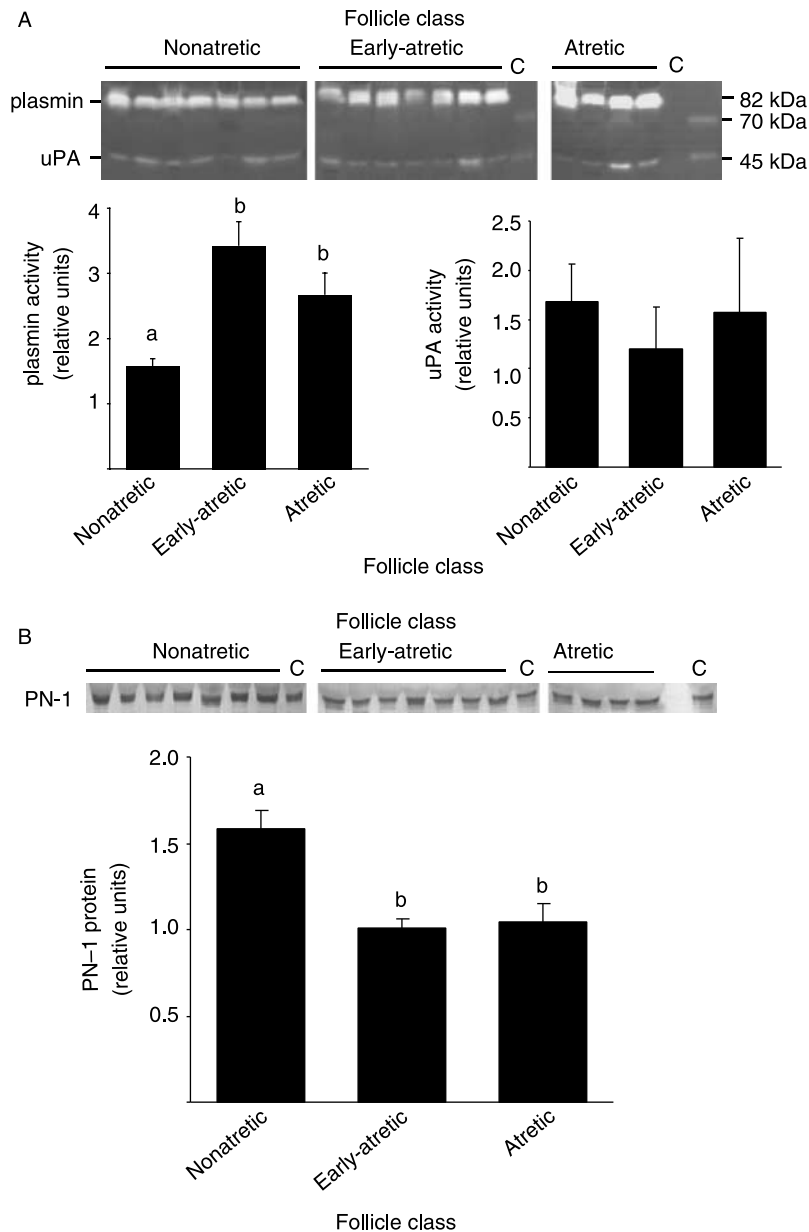 A
Follicle class
Nonatretic
Early-atretic
Atretic
C
C
plasmin
uPA
82 kDa
70 kDa
45 kDa
plasmin activity
(relative units)
4
3
2
1
a
b
b
Nonatretic
Early-atretic
Atretic
uPA activity
(relative units)
2.5
2.0
1.5
1.0
0.5
Nonatretic
Early-atretic
Atretic
Follicle class
B
Follicle class
Nonatretic
C
Early-atretic
C
Atretic
C
PN-1
PN–1 protein
(relative units)
2.0
1.5
1.0
0.5
a
b
b
Nonatretic
Early-atretic
Atretic
Follicle class